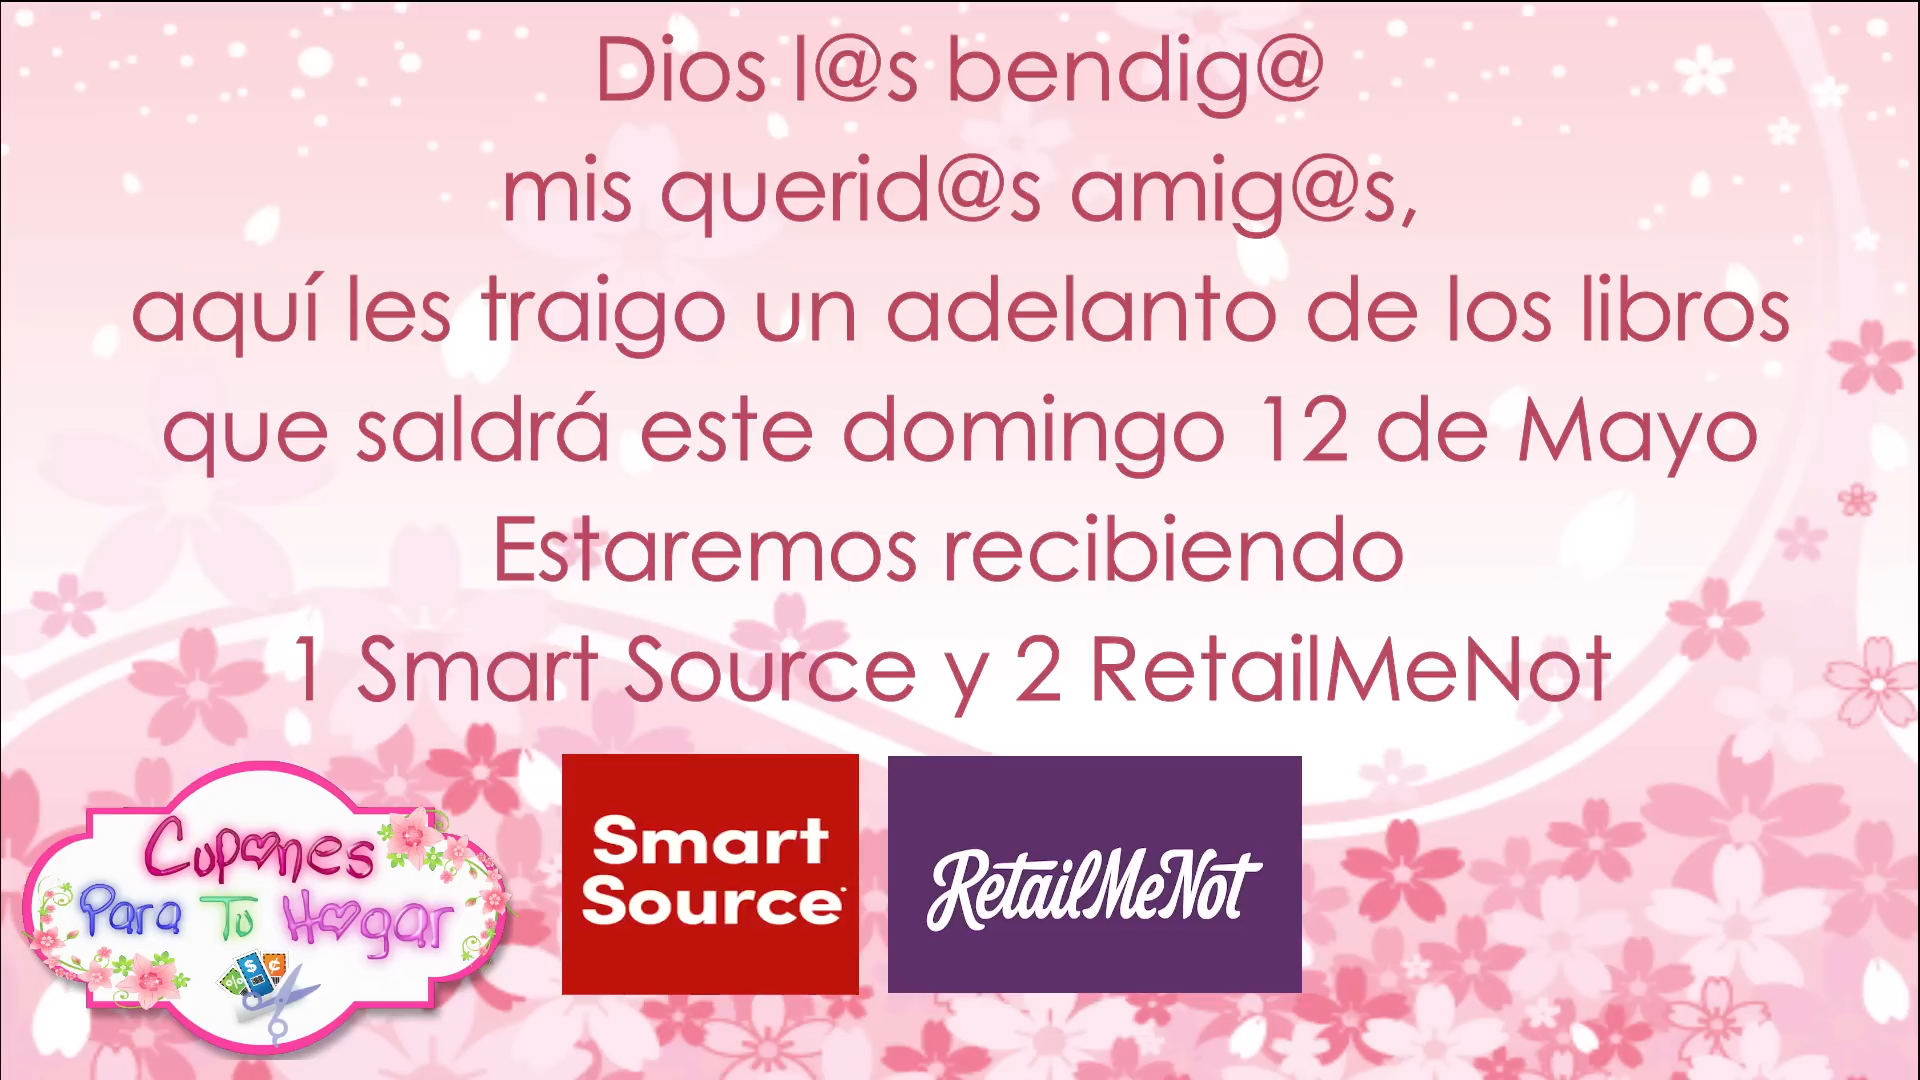 Dios l@s bendig@
mis querid@s amig@s,
aquí les traigo un adelanto de los libros
que saldrá este domingo 12 de Mayo
Estaremos recibiendo
1 Smart Source y 2 RetailMeNot
Cupones
Para Tu Hogar
% $ ¢
Smart
Source
RetailMeNot